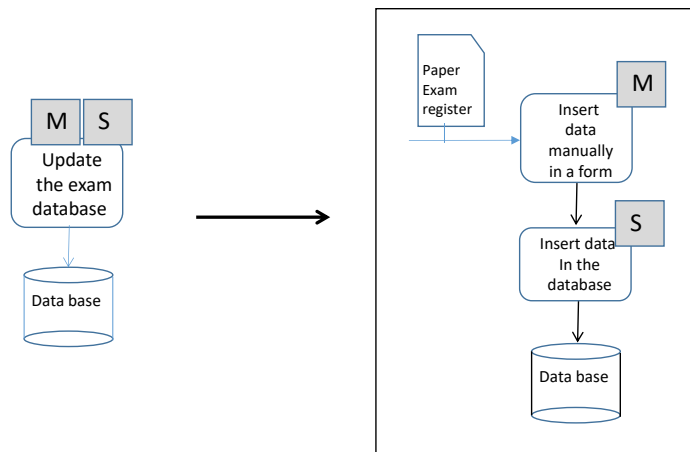 M S
Update
the exam
database
Data base
Paper
Exam
register
M
Insert
data
manually
in a form
S
Insert data
In the
database
Data base